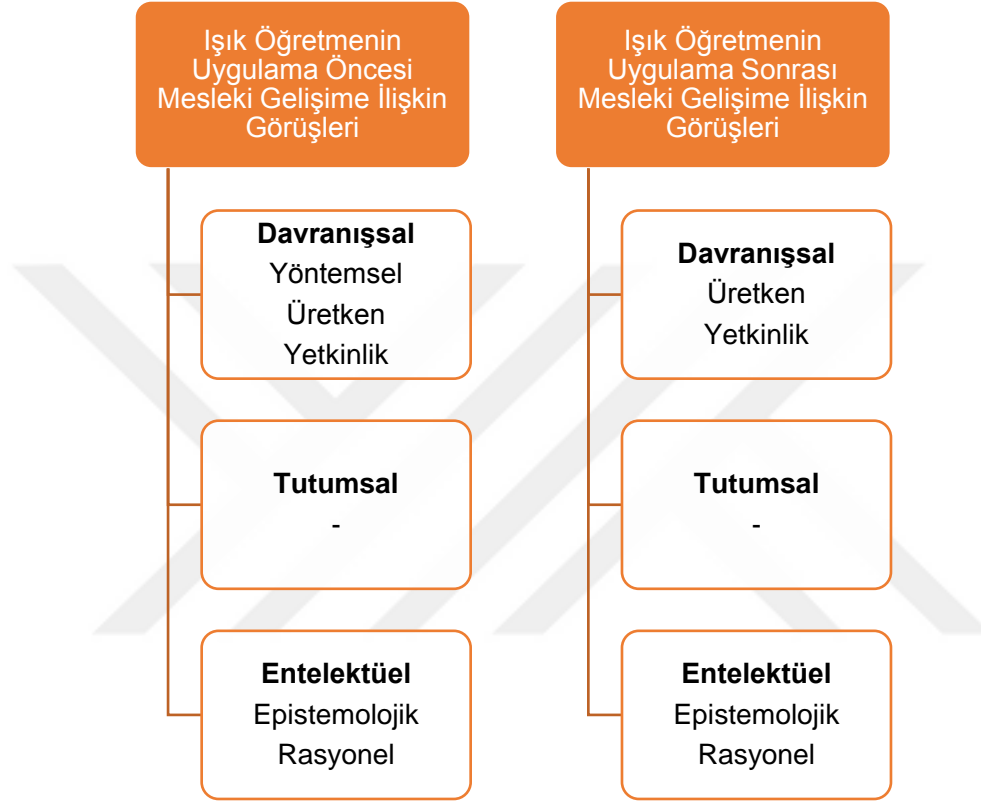 Işık Öğretmenin
Uygulama Öncesi
Mesleki Gelişime İlişkin
Görüşleri
Davranışsal
Yöntemsel
Üretken
Yetkinlik
Tutumsal
-
Entelektüel
Epistemolojik
Rasyonel
Işık Öğretmenin
Uygulama Sonrası
Mesleki Gelişime İlişkin
Görüşleri
Davranışsal
Üretken
Yetkinlik
Tutumsal
-
Entelektüel
Epistemolojik
Rasyonel